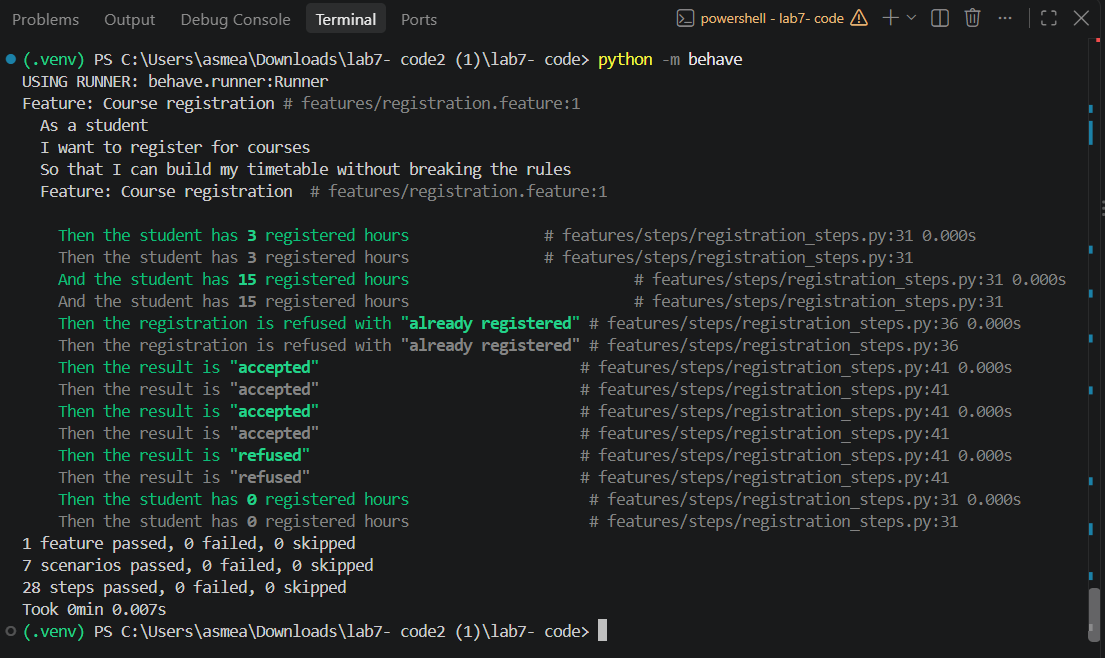 Problems Output Debug Console Terminal Ports powershell - lab7- code
(.venv) PS C:\Users\asmea\Downloads\lab7- code2 (1)\lab7- code> python -m behave
USING RUNNER: behave.runner:Runner
Feature: Course registration # features/registration.feature:1
As a student
I want to register for courses
So that I can build my timetable without breaking the rules
Feature: Course registration # features/registration.feature:1
Then the student has 3 registered hours # features/steps/registration_steps.py:31 0.000s
Then the student has 3 registered hours # features/steps/registration_steps.py:31
And the student has 15 registered hours # features/steps/registration_steps.py:31 0.000s
And the student has 15 registered hours # features/steps/registration_steps.py:31
Then the registration is refused with "already registered" # features/steps/registration_steps.py:36 0.000s
Then the registration is refused with "already registered" # features/steps/registration_steps.py:36
Then the result is "accepted" # features/steps/registration_steps.py:41 0.000s
Then the result is "accepted" # features/steps/registration_steps.py:41
Then the result is "accepted" # features/steps/registration_steps.py:41 0.000s
Then the result is "accepted" # features/steps/registration_steps.py:41
Then the result is "refused" # features/steps/registration_steps.py:41 0.000s
Then the result is "refused" # features/steps/registration_steps.py:41
Then the student has 0 registered hours # features/steps/registration_steps.py:31 0.000s
Then the student has 0 registered hours # features/steps/registration_steps.py:31
1 feature passed, 0 failed, 0 skipped
7 scenarios passed, 0 failed, 0 skipped
28 steps passed, 0 failed, 0 skipped
Took 0min 0.007s
(.venv) PS C:\Users\asmea\Downloads\lab7- code2 (1)\lab7- code>